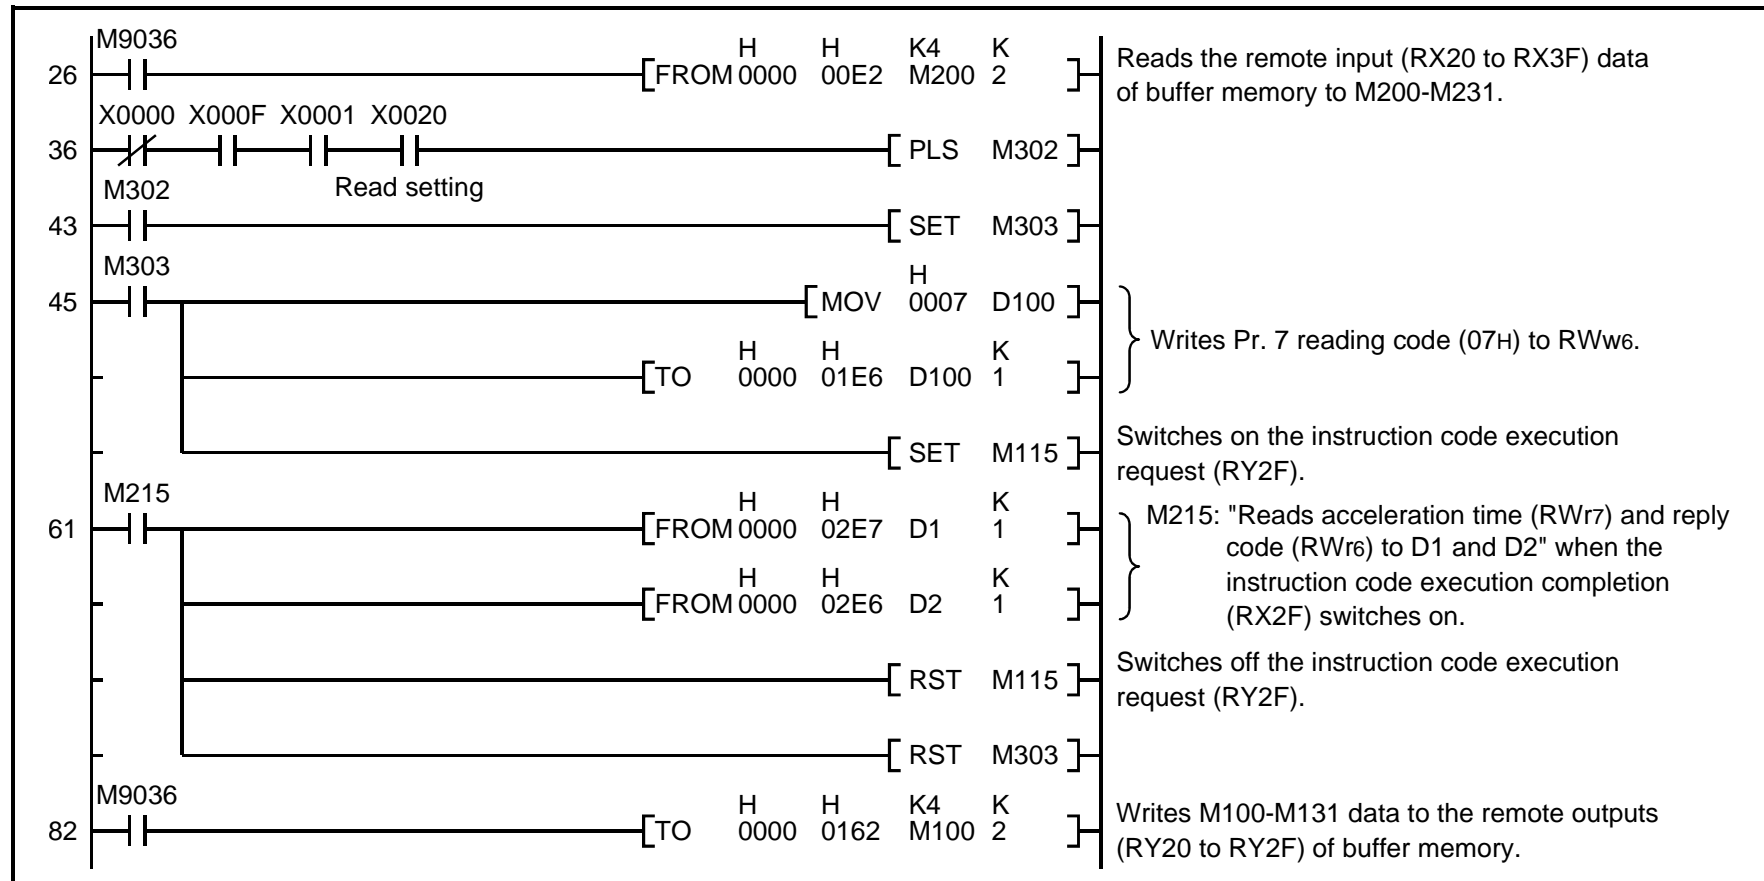 M9036
H H K4 K
26 FROM 0000 00E2 M200 2
Reads the remote input (RX20 to RX3F) data
of buffer memory to M200-M231.
X0000 X000F X0001 X0020
36 PLS M302
Read setting
M302
43 SET M303
M303
H
45 MOV 0007 D100
Writes Pr. 7 reading code (07H) to RWw6.
H H K
TO 0000 01E6 D100 1
Switches on the instruction code execution
request (RY2F).
SET M115
M215
H H K
61 FROM 0000 02E7 D1 1
M215: "Reads acceleration time (RWr7) and reply
code (RWr6) to D1 and D2" when the
instruction code execution completion
(RX2F) switches on.
H H K
FROM 0000 02E6 D2 1
Switches off the instruction code execution
request (RY2F).
RST M115
RST M303
M9036
H H K4 K
82 TO 0000 0162 M100 2
Writes M100-M131 data to the remote outputs
(RY20 to RY2F) of buffer memory.